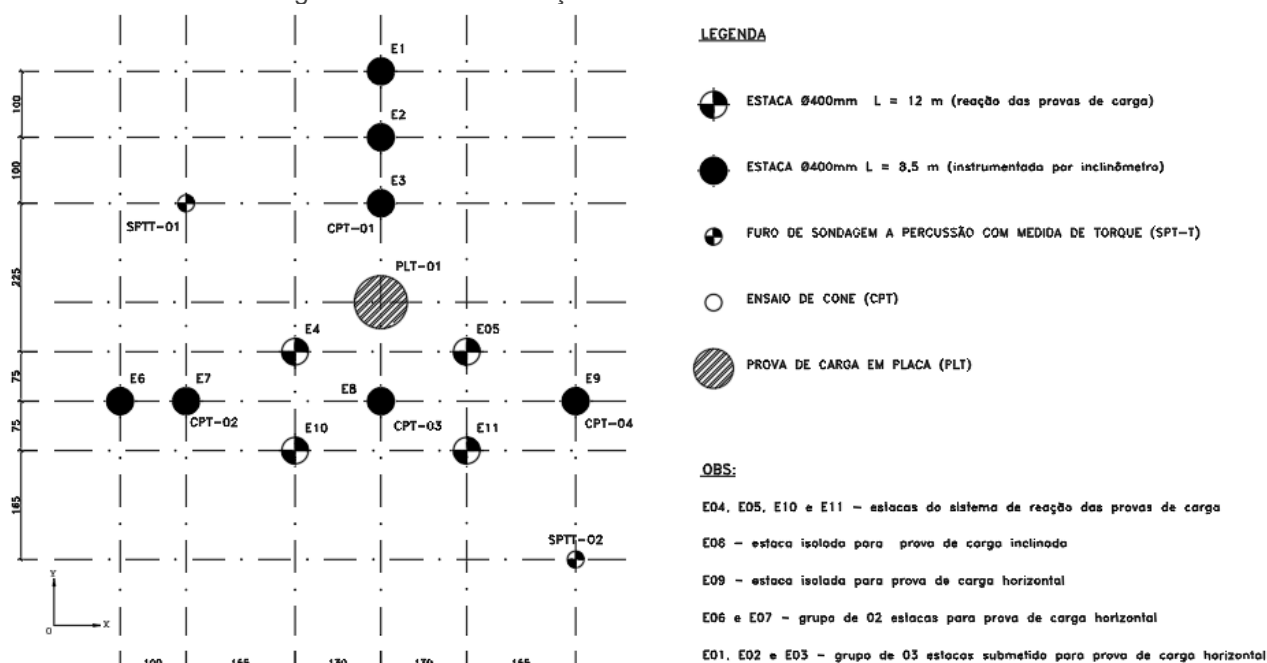 E1
E2
E3
SPTT-01
CPT-01
PLT-01
E4
E05
E6
E7
E8
E9
CPT-02
CPT-03
CPT-04
E10
E11
SPTT-02
100
100
225
75
75
165
Y
O
X
100
165
130
130
165
LEGENDA
ESTACA Ø400mm L = 12 m (reação das provas de carga)
ESTACA Ø400mm L = 8,5 m (instrumentada por inclinômetro)
FURO DE SONDAGEM A PERCUSSÃO COM MEDIDA DE TORQUE (SPT-T)
ENSAIO DE CONE (CPT)
PROVA DE CARGA EM PLACA (PLT)
OBS:
E04, E05, E10 e E11 – estacas do sistema de reação das provas de carga
E08 – estaca isolada para prova de carga inclinada
E09 – estaca isolada para prova de carga horizontal
E06 e E07 – grupo de 02 estacas para prova de carga horizontal
E01, E02 e E03 – grupo de 03 estacas submetido para prova de carga horizontal